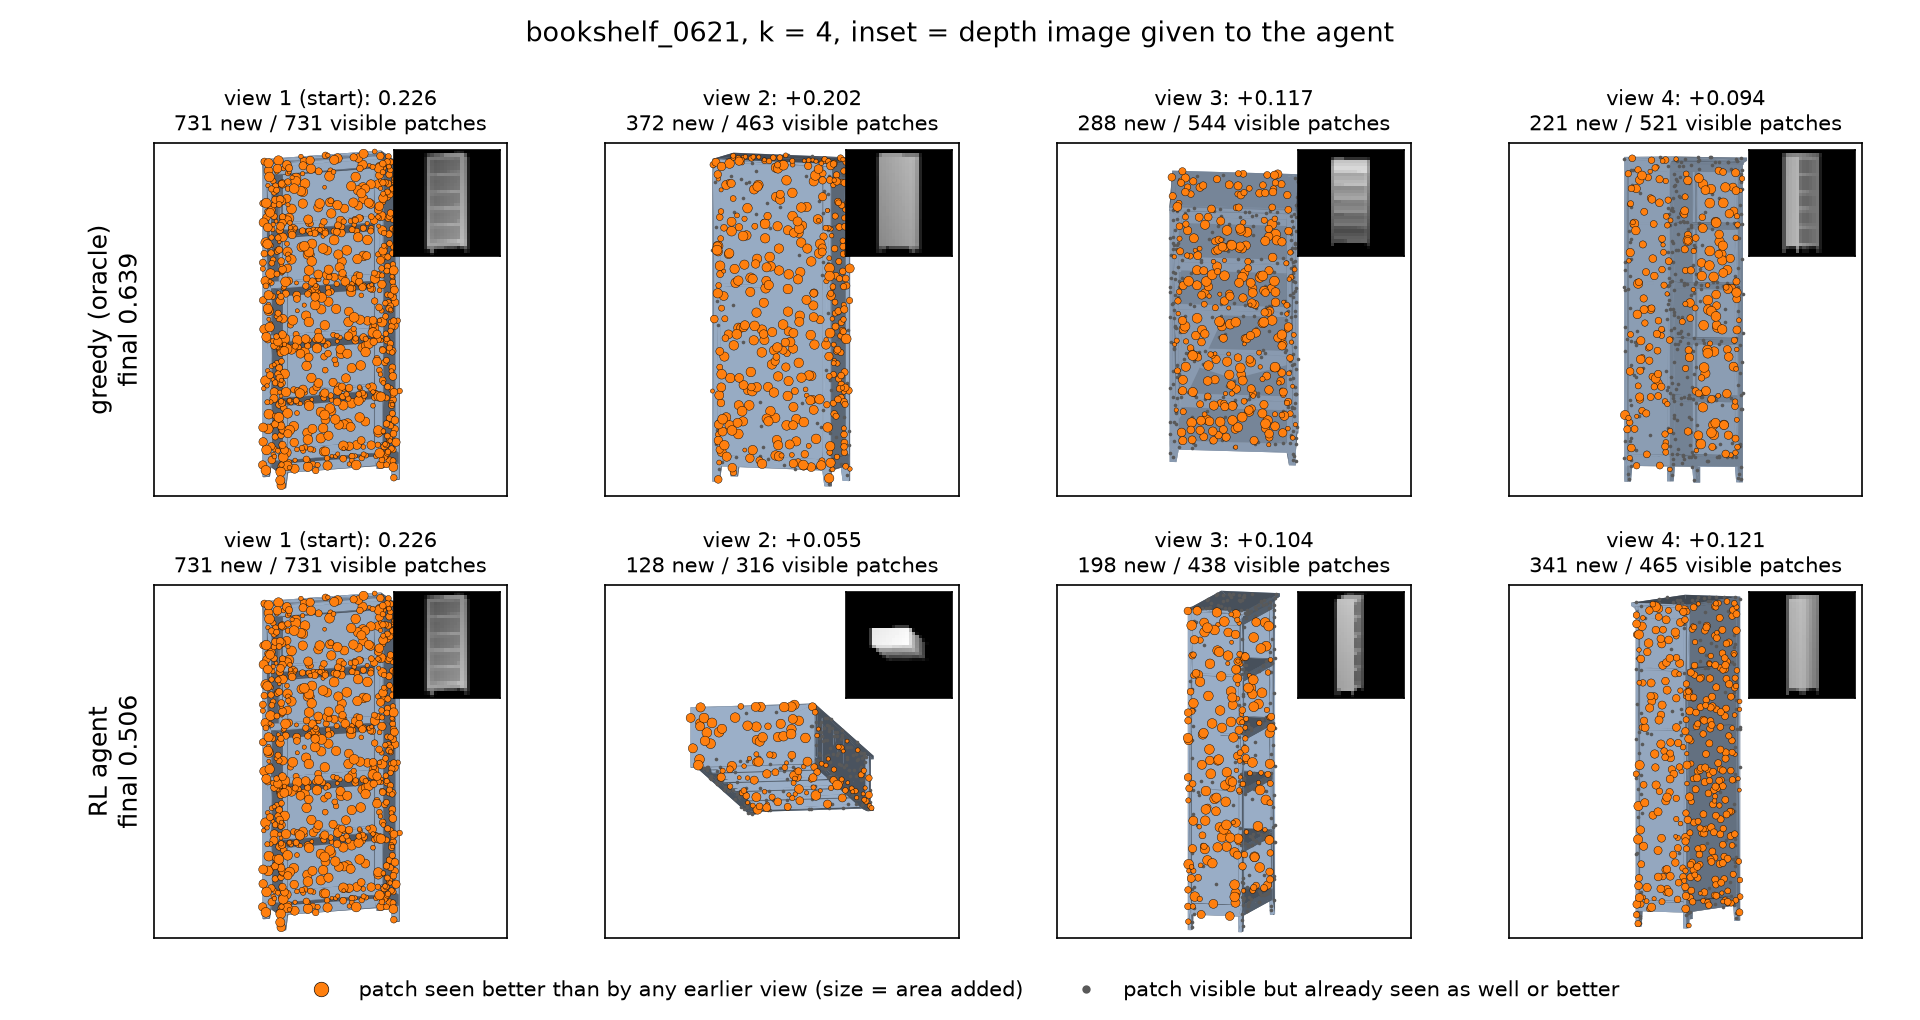 bookshelf_0621, k = 4, inset = depth image given to the agent
view 1 (start): 0.226
731 new / 731 visible patches
view 2: +0.202
372 new / 463 visible patches
view 3: +0.117
288 new / 544 visible patches
view 4: +0.094
221 new / 521 visible patches
greedy (oracle)
final 0.639
view 1 (start): 0.226
731 new / 731 visible patches
view 2: +0.055
128 new / 316 visible patches
view 3: +0.104
198 new / 438 visible patches
view 4: +0.121
341 new / 465 visible patches
RL agent
final 0.506
patch seen better than by any earlier view (size = area added)
patch visible but already seen as well or better